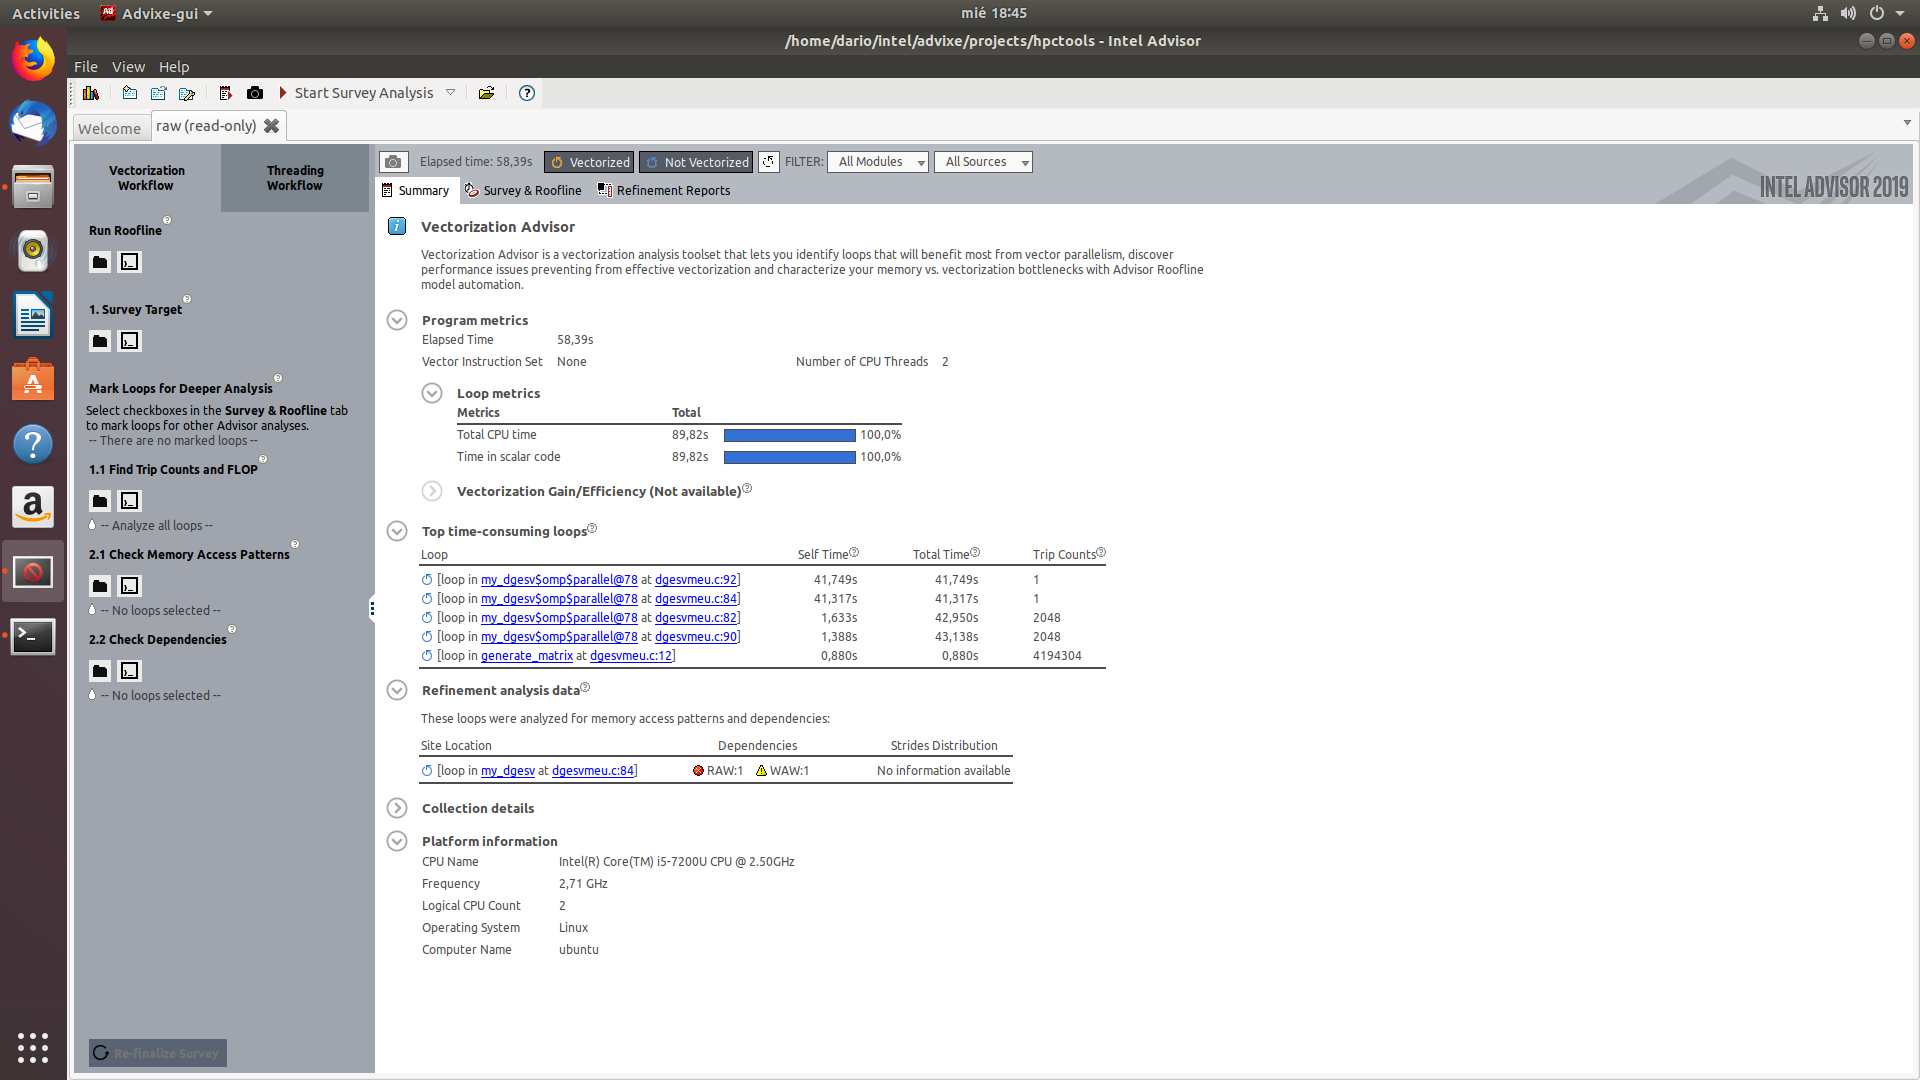 Activities
Advixe-gui
mié 18:45
/home/dario/intel/advixe/projects/hpctools - Intel Advisor
File View Help
Start Survey Analysis
Welcome
raw (read-only)
Vectorization Workflow
Threading Workflow
Run Roofline
1. Survey Target
Mark Loops for Deeper Analysis
Select checkboxes in the Survey & Roofline tab
to mark loops for other Advisor analyses.
-- There are no marked loops --
1.1 Find Trip Counts and FLOP
-- Analyze all loops --
2.1 Check Memory Access Patterns
-- No loops selected --
2.2 Check Dependencies
-- No loops selected --
Re-finalize Survey
Elapsed time: 58,39s Vectorized Not Vectorized FILTER: All Modules All Sources
Summary Survey & Roofline Refinement Reports
INTEL ADVISOR 2019
Vectorization Advisor
Vectorization Advisor is a vectorization analysis toolset that lets you identify loops that will benefit most from vector parallelism, discover
performance issues preventing from effective vectorization and characterize your memory vs. vectorization bottlenecks with Advisor Roofline
model automation.
Program metrics
Elapsed Time 58,39s
Vector Instruction Set None Number of CPU Threads 2
Loop metrics
Metrics Total
Total CPU time 89,82s 100,0%
Time in scalar code 89,82s 100,0%
Vectorization Gain/Efficiency (Not available)
Top time-consuming loops
Loop Self Time Total Time Trip Counts
[loop in my_dgesv$omp$parallel@78 at dgesvmeu.c:92] 41,749s 41,749s 1
[loop in my_dgesv$omp$parallel@78 at dgesvmeu.c:84] 41,317s 41,317s 1
[loop in my_dgesv$omp$parallel@78 at dgesvmeu.c:82] 1,633s 42,950s 2048
[loop in my_dgesv$omp$parallel@78 at dgesvmeu.c:90] 1,388s 43,138s 2048
[loop in generate_matrix at dgesvmeu.c:12] 0,880s 0,880s 4194304
Refinement analysis data
These loops were analyzed for memory access patterns and dependencies:
Site Location Dependencies Strides Distribution
[loop in my_dgesv at dgesvmeu.c:84] RAW:1 WAW:1 No information available
Collection details
Platform information
CPU Name Intel(R) Core(TM) i5-7200U CPU @ 2.50GHz
Frequency 2,71 GHz
Logical CPU Count 2
Operating System Linux
Computer Name ubuntu